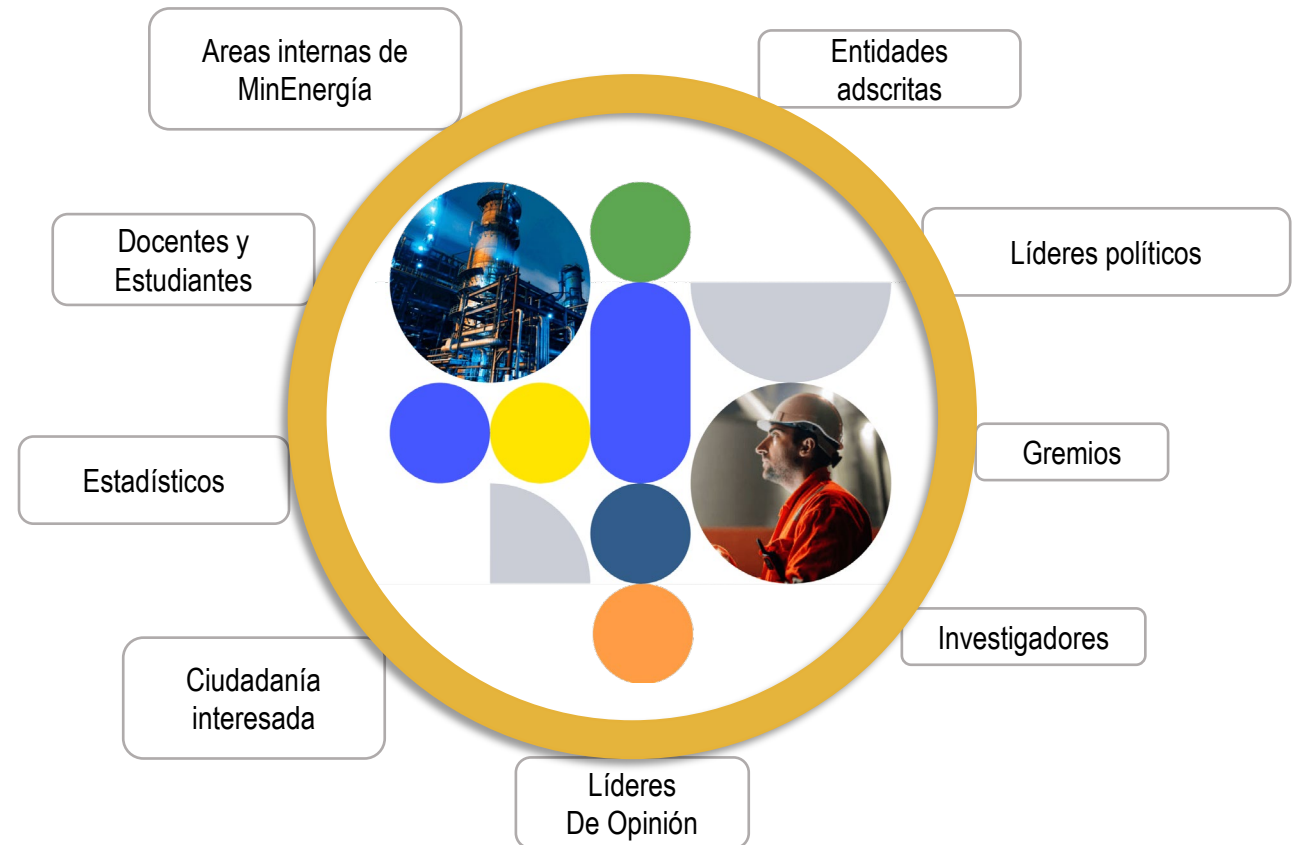 Areas internas de
MinEnergía
Entidades
adscritas
Docentes y
Estudiantes
Líderes políticos
Estadísticos
Gremios
Investigadores
Ciudadanía
interesada
Líderes
De Opinión